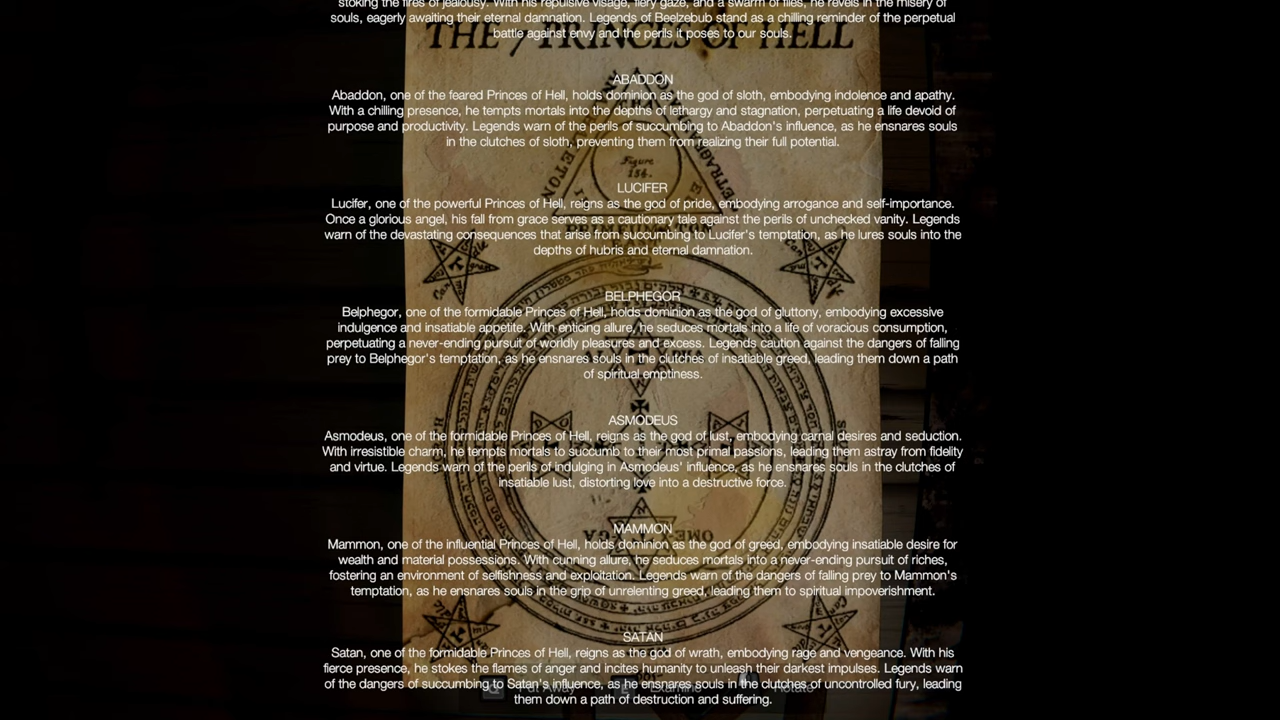 stoking the fires of jealousy. With his repulsive visage, fiery gaze, and a swarm of flies, he revels in the misery of
souls, eagerly awaiting their eternal damnation. Legends of Beelzebub stand as a chilling reminder of the perpetual
battle against envy and the perils it poses to our souls.
THE 7 PRINCES OF HELL
ABADDON
Abaddon, one of the feared Princes of Hell, holds dominion as the god of sloth, embodying indolence and apathy.
With a chilling presence, he tempts mortals into the depths of lethargy and stagnation, perpetuating a life devoid of
purpose and productivity. Legends warn of the perils of succumbing to Abaddon's influence, as he ensnares souls
in the clutches of sloth, preventing them from realizing their full potential.
Figure
154.
LUCIFER
Lucifer, one of the powerful Princes of Hell, reigns as the god of pride, embodying arrogance and self-importance.
Once a glorious angel, his fall from grace serves as a cautionary tale against the perils of unchecked vanity. Legends
warn of the devastating consequences that arise from succumbing to Lucifer's temptation, as he lures souls into the
depths of hubris and eternal damnation.
BELPHEGOR
Belphegor, one of the formidable Princes of Hell, holds dominion as the god of gluttony, embodying excessive
indulgence and insatiable appetite. With enticing allure, he seduces mortals into a life of voracious consumption,
perpetuating a never-ending pursuit of worldly pleasures and excess. Legends caution against the dangers of falling
prey to Belphegor's temptation, as he ensnares souls in the clutches of insatiable greed, leading them down a path
of spiritual emptiness.
ASMODEUS
Asmodeus, one of the formidable Princes of Hell, reigns as the god of lust, embodying carnal desires and seduction.
With irresistible charm, he tempts mortals to succumb to their most primal passions, leading them astray from fidelity
and virtue. Legends warn of the perils of indulging in Asmodeus' influence, as he ensnares souls in the clutches of
insatiable lust, distorting love into a destructive force.
MAMMON
Mammon, one of the influential Princes of Hell, holds dominion as the god of greed, embodying insatiable desire for
wealth and material possessions. With cunning allure, he seduces mortals into a never-ending pursuit of riches,
fostering an environment of selfishness and exploitation. Legends warn of the dangers of falling prey to Mammon's
temptation, as he ensnares souls in the grip of unrelenting greed, leading them to spiritual impoverishment.
SATAN
Satan, one of the formidable Princes of Hell, reigns as the god of wrath, embodying rage and vengeance. With his
fierce presence, he stokes the flames of anger and incites humanity to unleash their darkest impulses. Legends warn
of the dangers of succumbing to Satan's influence, as he ensnares souls in the clutches of uncontrolled fury, leading
Put Away Examine Rotate
them down a path of destruction and suffering.